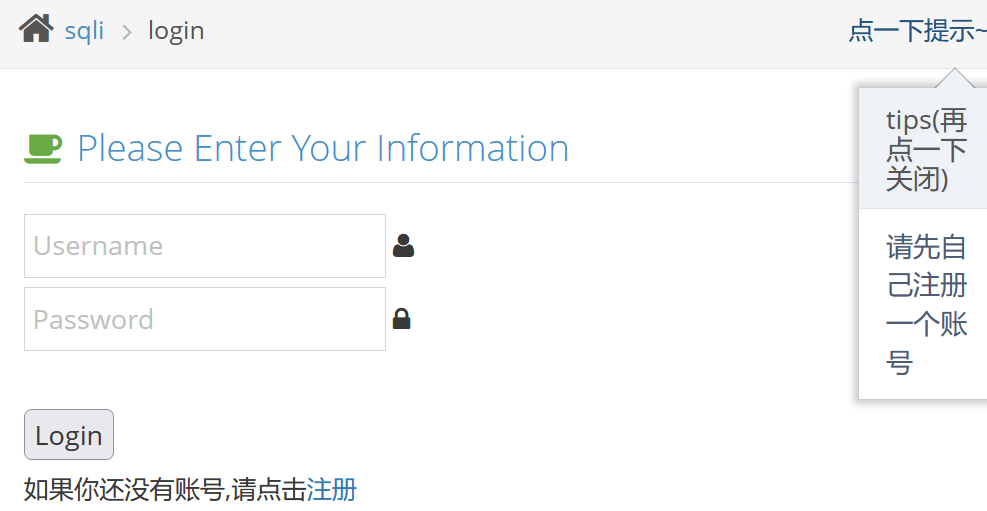 sqli > login
点一下提示~
tips(再
点一下
关闭)
请先自
己注册
一个账
号
Please Enter Your Information
Username
Password
Login
如果你还没有账号,请点击注册